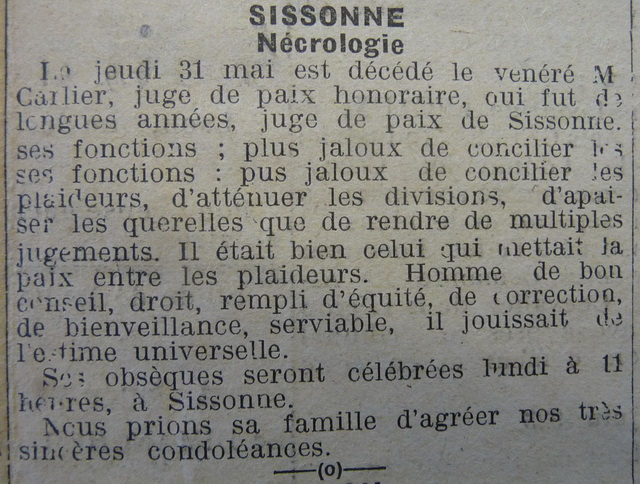 SISSONNE
Nécrologie
Le jeudi 31 mai est décédé le vénéré M
Carlier, juge de paix honoraire, qui fut de
longues années, juge de paix de Sissonne.
ses fonctions ; plus jaloux de concilier les
ses fonctions : pus jaloux de concilier les
plaideurs, d'atténuer les divisions, d'apai-
ser les querelles que de rendre de multiples
jugements. Il était bien celui qui mettait la
paix entre les plaideurs. Homme de bon
conseil, droit, rempli d'équité, de correction,
de bienveillance, serviable, il jouissait de
l'estime universelle.
Ses obsèques seront célébrées lundi à 11
heures, à Sissonne.
Nous prions sa famille d'agréer nos très
sincères condoléances.
—(o)—